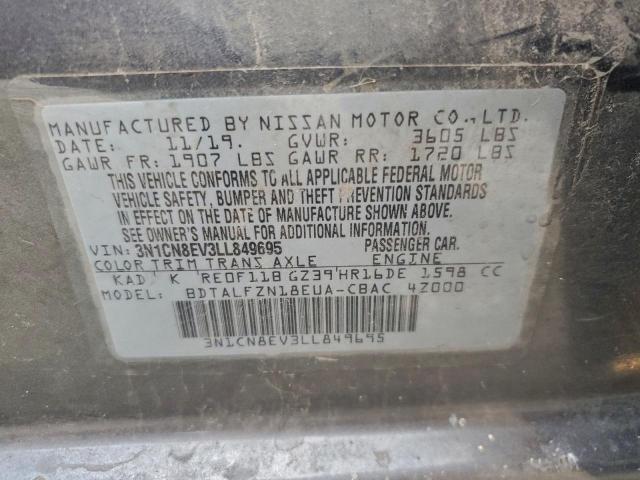 MANUFACTURED BY NISSAN MOTOR CO., LTD.
DATE: 11/19. GVWR: 3605 LBS
GAWR FR: 1907 LBS GAWR RR: 1720 LBS
THIS VEHICLE CONFORMS TO ALL APPLICABLE FEDERAL MOTOR
VEHICLE SAFETY, BUMPER AND THEFT PREVENTION STANDARDS
IN EFFECT ON THE DATE OF MANUFACTURE SHOWN ABOVE.
SEE OWNER'S MANUAL FOR ADDITIONAL INFORMATION.
VIN: 3N1CN8EV3LL849695 PASSENGER CAR.
COLOR TRIM TRANS AXLE ENGINE
KAD K RE0F11B GZ39 HR16DE 1598 CC
MODEL: BDTALFZN18EUA-CBAC 4Z000
3N1CN8EV3LL849695